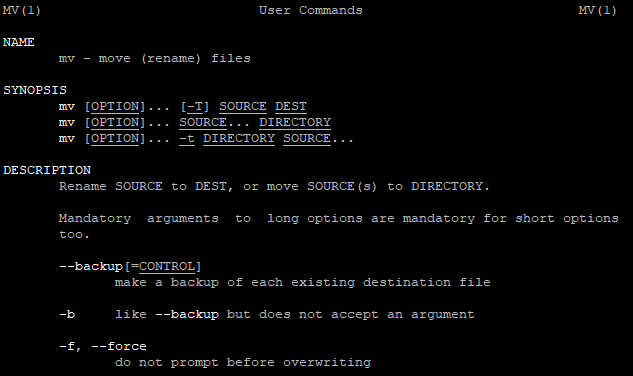 MV(1) User Commands MV(1)
NAME
mv - move (rename) files
SYNOPSIS
mv [OPTION]... [-T] SOURCE DEST
mv [OPTION]... SOURCE... DIRECTORY
mv [OPTION]... -t DIRECTORY SOURCE...
DESCRIPTION
Rename SOURCE to DEST, or move SOURCE(s) to DIRECTORY.
Mandatory arguments to long options are mandatory for short options
too.
--backup[=CONTROL]
make a backup of each existing destination file
-b like --backup but does not accept an argument
-f, --force
do not prompt before overwriting